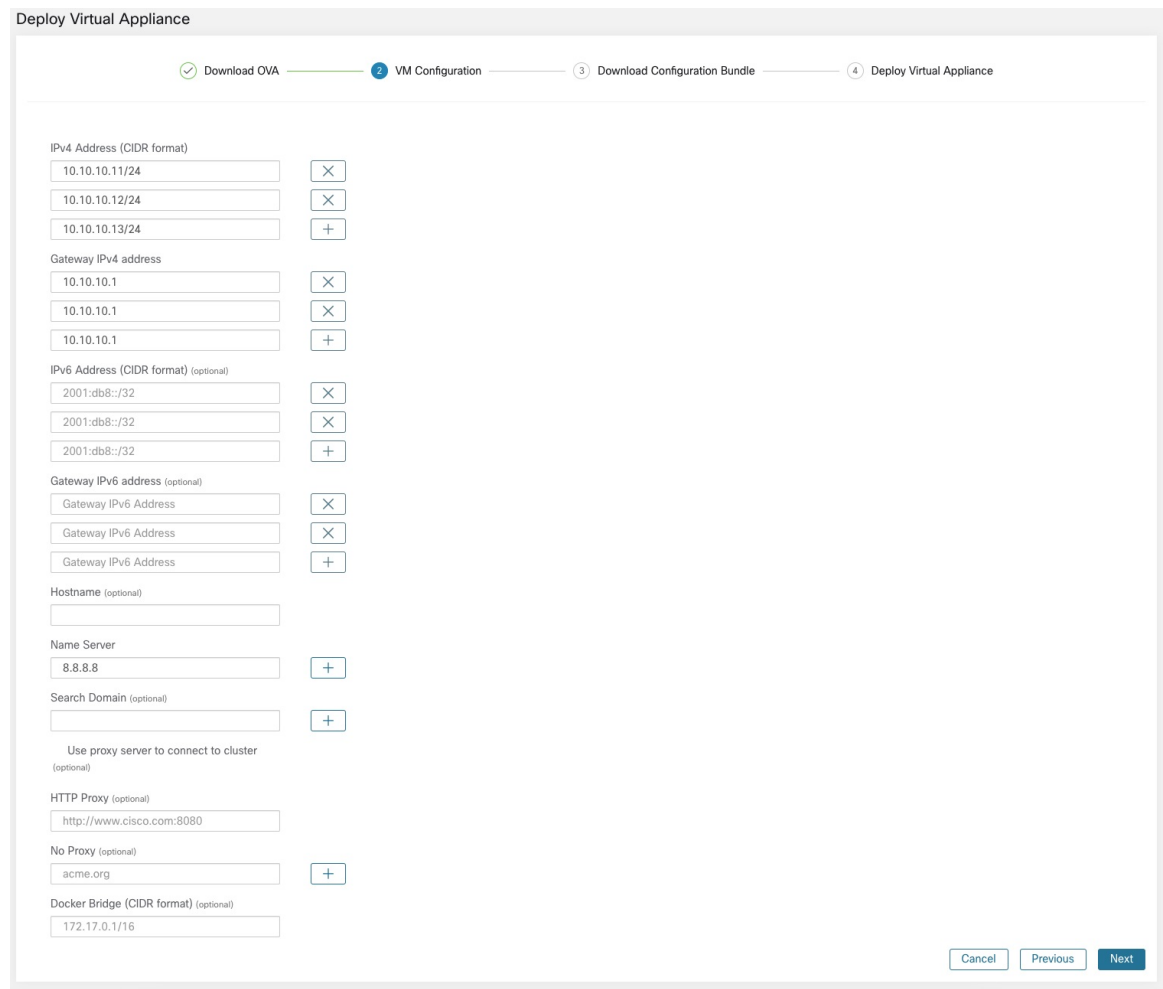 Deploy Virtual Appliance
Download OVA 2 VM Configuration 3 Download Configuration Bundle 4 Deploy Virtual Appliance
IPv4 Address (CIDR format)
10.10.10.11/24
10.10.10.12/24
10.10.10.13/24
Gateway IPv4 address
10.10.10.1
10.10.10.1
10.10.10.1
IPv6 Address (CIDR format) (optional)
2001:db8::/32
2001:db8::/32
2001:db8::/32
Gateway IPv6 address (optional)
Gateway IPv6 Address
Gateway IPv6 Address
Gateway IPv6 Address
Hostname (optional)
Name Server
8.8.8.8
Search Domain (optional)
Use proxy server to connect to cluster
(optional)
HTTP Proxy (optional)
http://www.cisco.com:8080
No Proxy (optional)
acme.org
Docker Bridge (CIDR format) (optional)
172.17.0.1/16
Cancel Previous Next